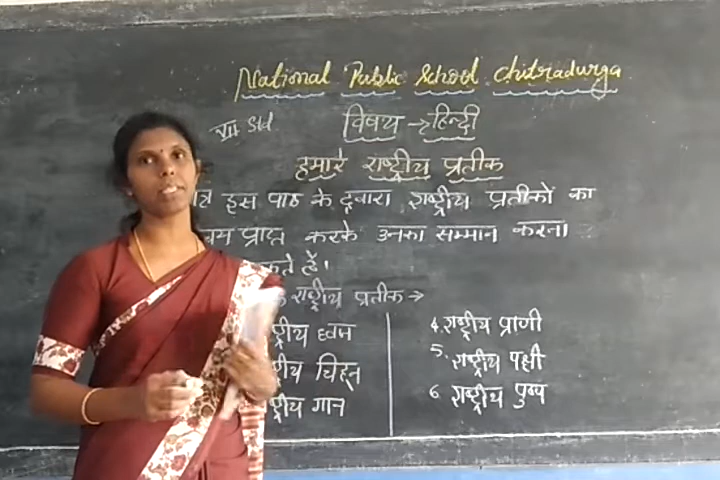 National Public School Chitradurga
VII Std
विषय → हिन्दी
हमारे राष्ट्रीय प्रतीक
इस पाठ के द्वारा राष्ट्रीय प्रतीकों का
प्राप्त करके उनका सम्मान करना
हैं।
राष्ट्रीय प्रतीक →
ध्वज
चिह्न
गान
4. राष्ट्रीय प्राणी
5. राष्ट्रीय पक्षी
6. राष्ट्रीय पुष्प